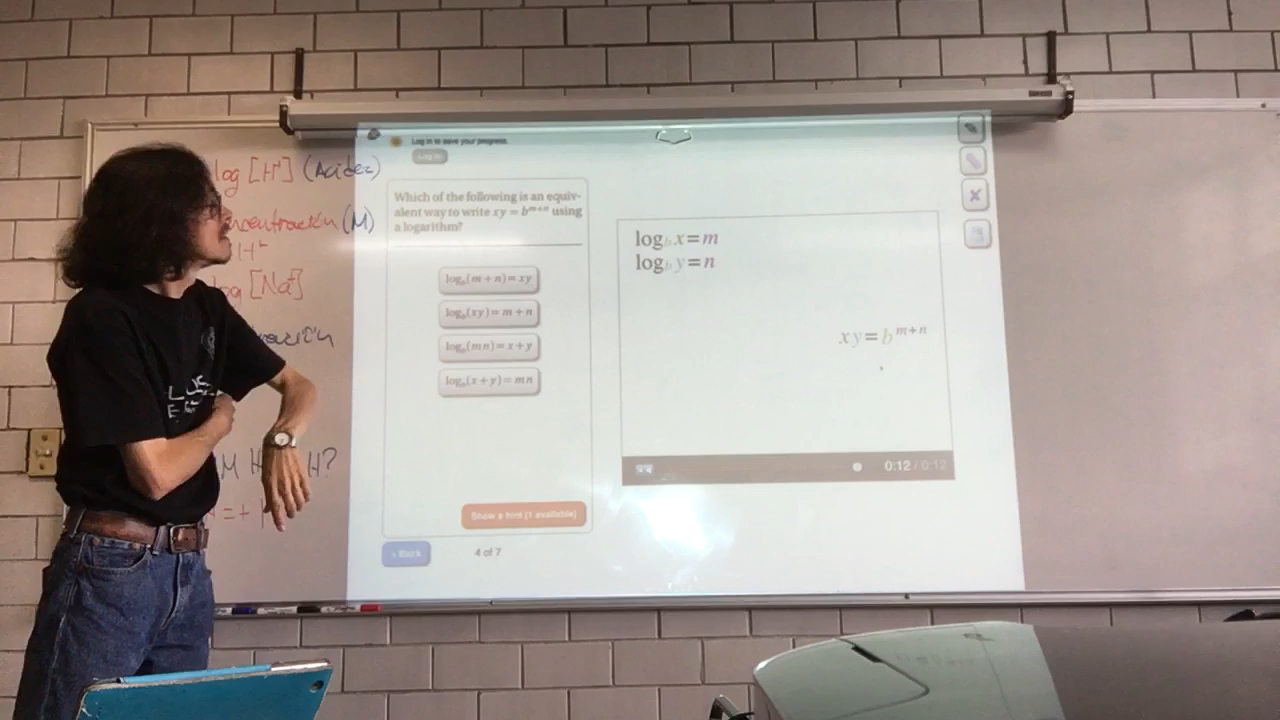 log [H⁺] (Acidez)
(M)
log [Na⁺]
H?
Log in to save your progress.
Log in
Which of the following is an equiv-
alent way to write xy = b^{m+n} using
a logarithm?
log_b(m + n) = xy
log_b(xy) = m + n
log_b(mn) = x + y
log_b(x + y) = mn
Show a hint (1 available)
‹ Back
4 of 7
log_b x = m
log_b y = n
xy = b^{m+n}
0:12 / 0:12